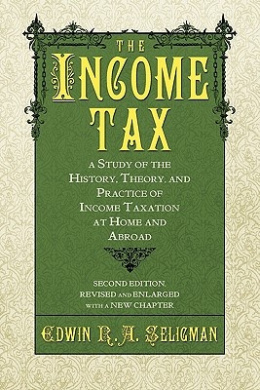 THE
INCOME
TAX
A STUDY OF THE
HISTORY, THEORY, AND
PRACTICE OF
INCOME TAXATION
AT HOME AND
ABROAD
SECOND EDITION,
REVISED AND ENLARGED
WITH A NEW CHAPTER
EDWIN R. A. SELIGMAN